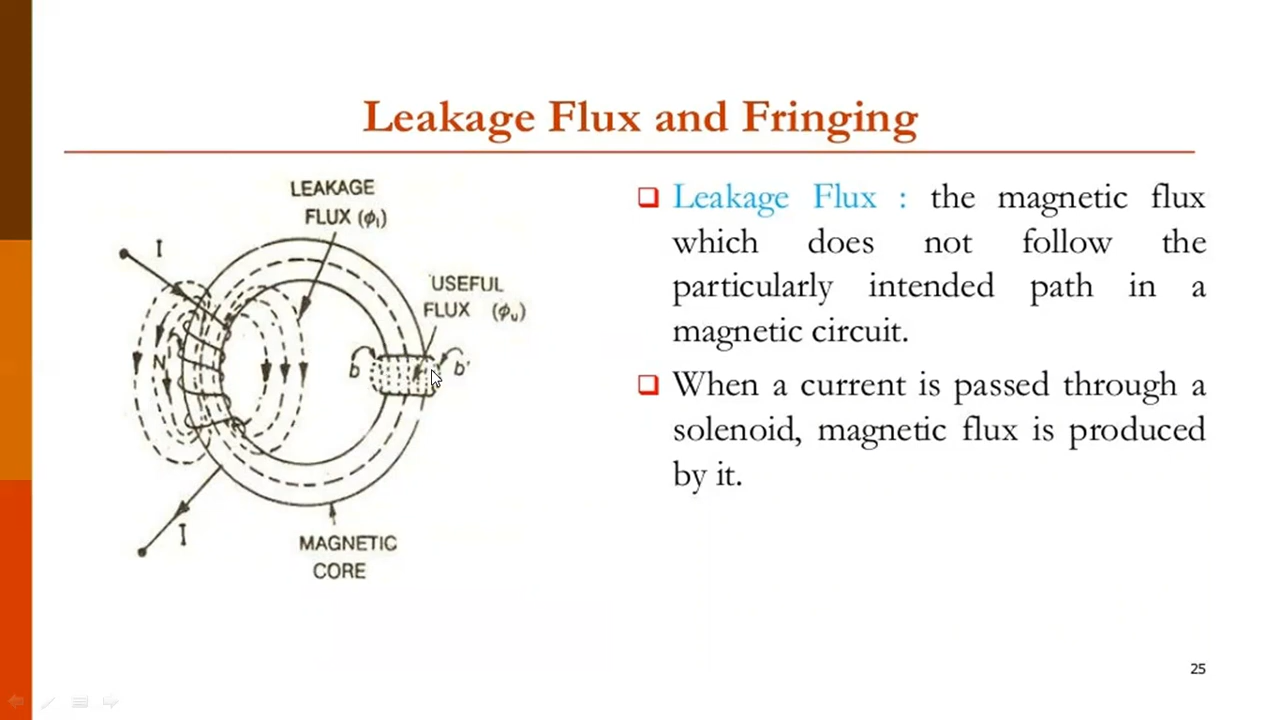 Leakage Flux and Fringing
LEAKAGE
FLUX (ϕₗ)
I
USEFUL
FLUX (ϕᵤ)
N
b
b'
I
MAGNETIC
CORE
❑ Leakage Flux : the magnetic flux
which does not follow the
particularly intended path in a
magnetic circuit.
❑ When a current is passed through a
solenoid, magnetic flux is produced
by it.
25